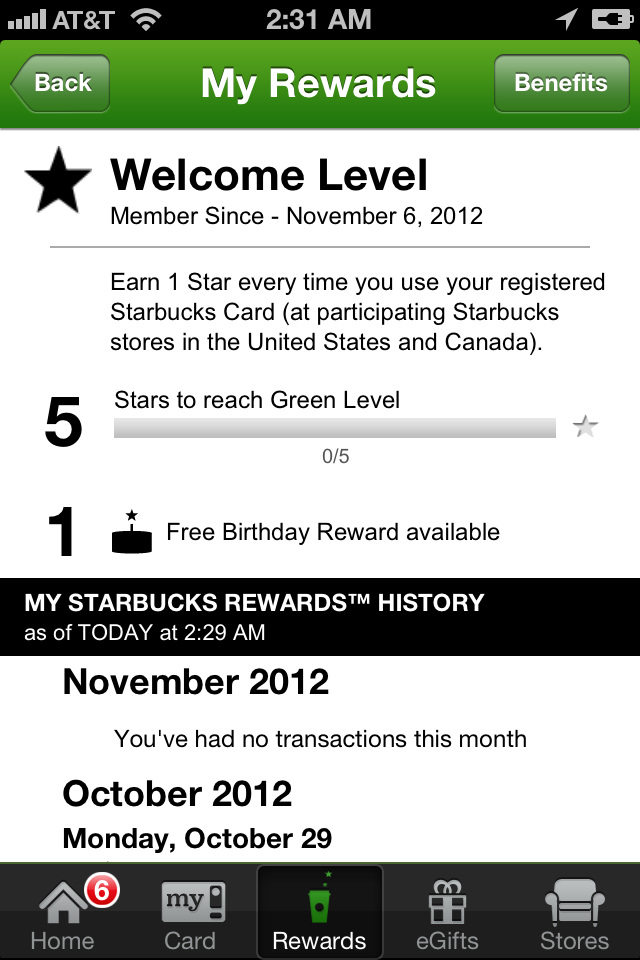 AT&T 2:31 AM
Back My Rewards Benefits
Welcome Level
Member Since - November 6, 2012
Earn 1 Star every time you use your registered
Starbucks Card (at participating Starbucks
stores in the United States and Canada).
5 Stars to reach Green Level
0/5
1 Free Birthday Reward available
MY STARBUCKS REWARDS™ HISTORY
as of TODAY at 2:29 AM
November 2012
You've had no transactions this month
October 2012
Monday, October 29
6
my
Home Card Rewards eGifts Stores